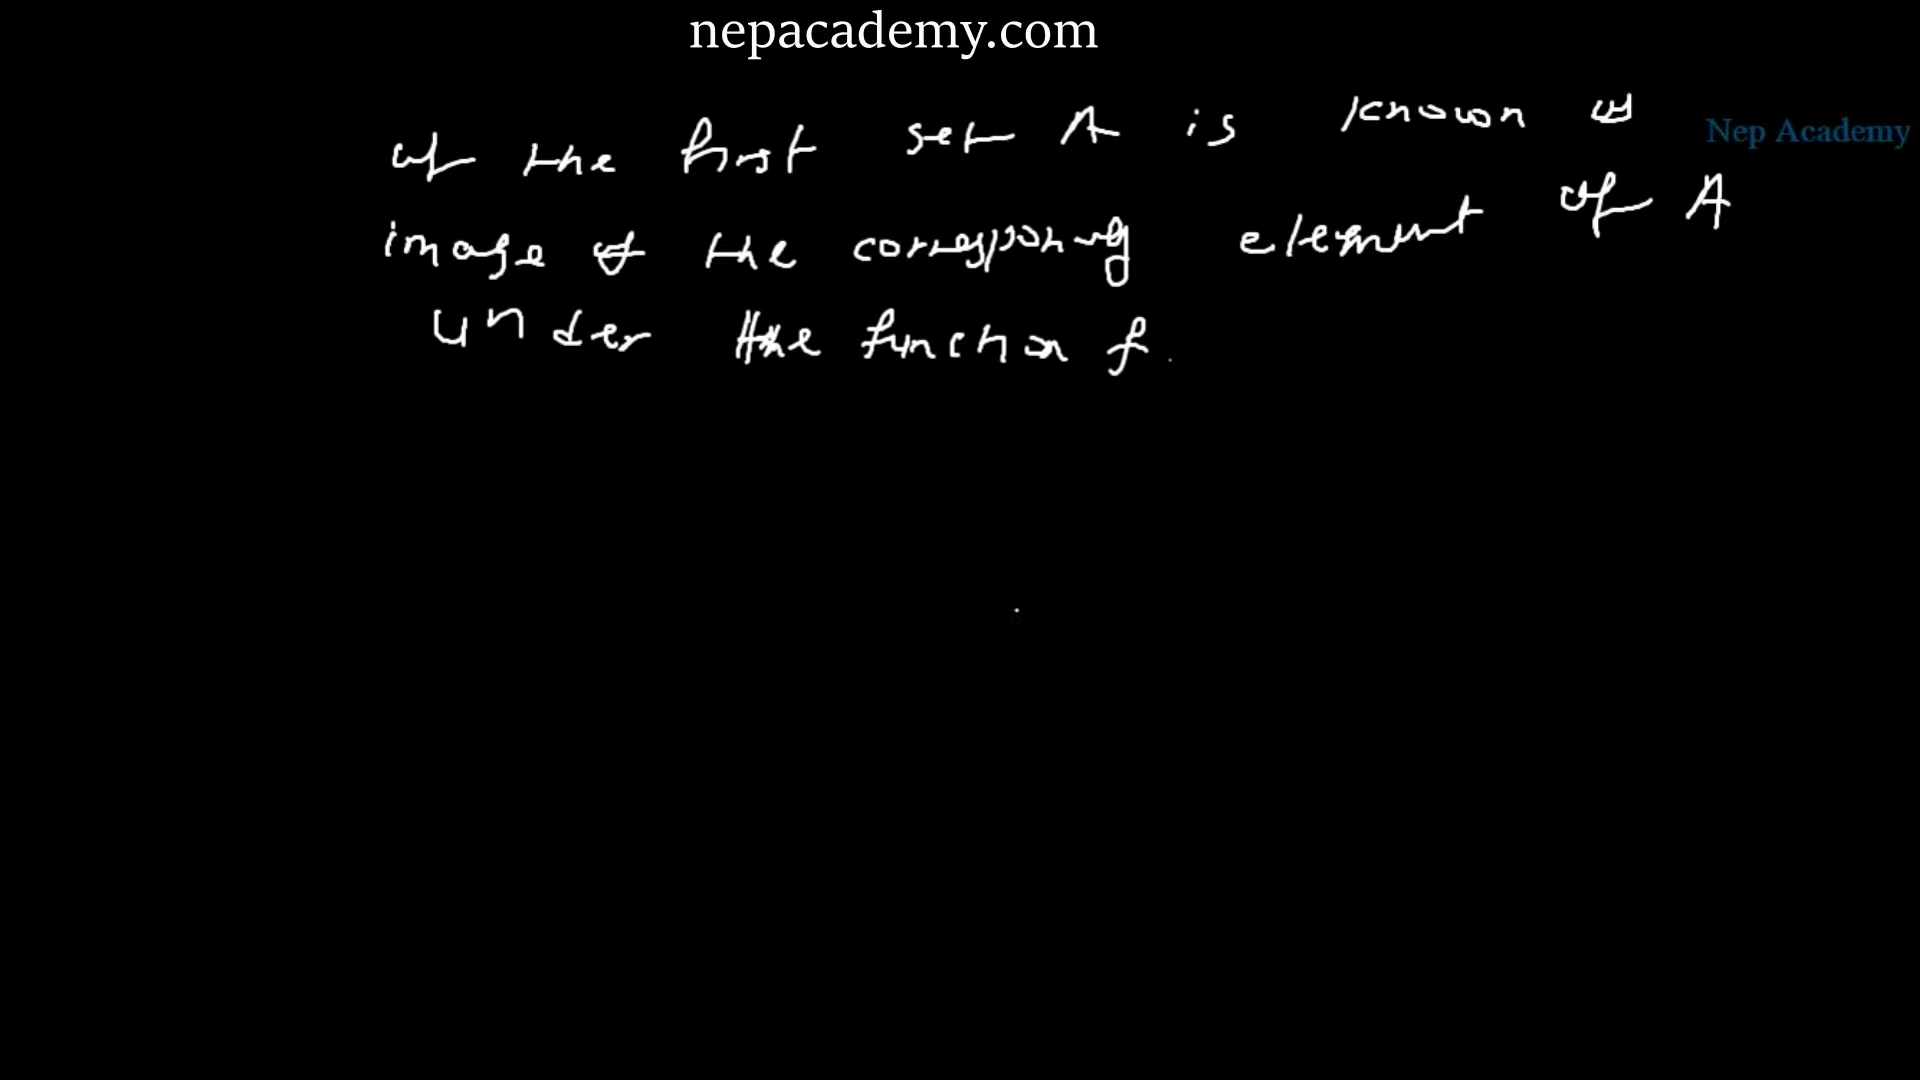 nepacademy.com
of the first set A is known as
Nep Academy
image of the corresponing element of A
under the function f.